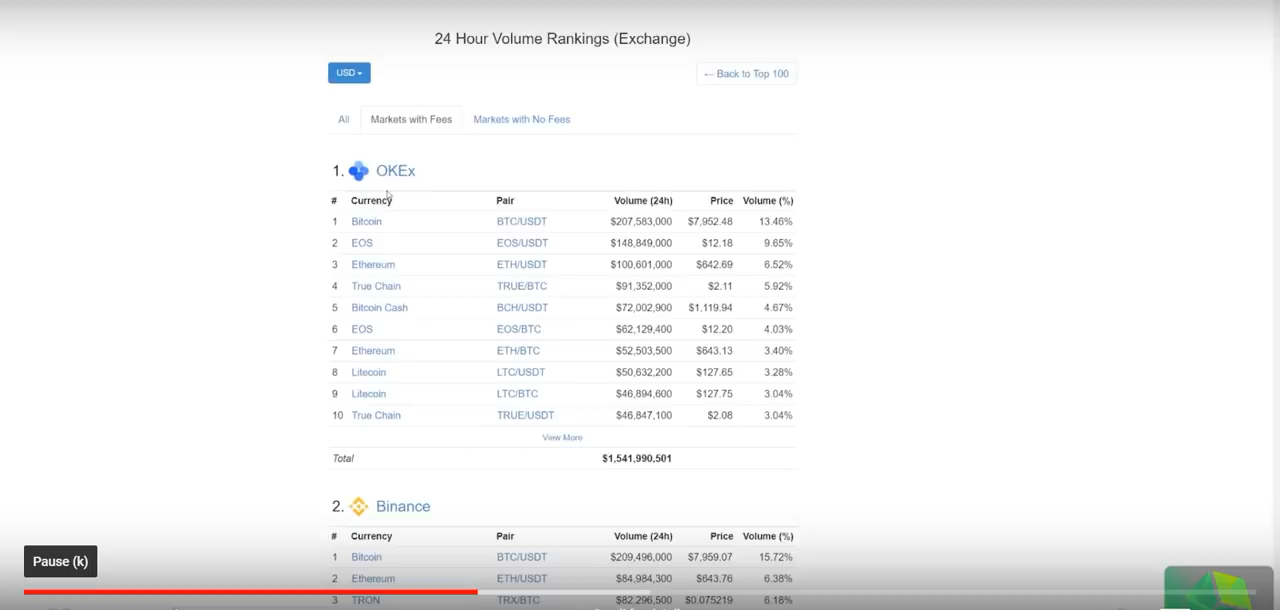 24 Hour Volume Rankings (Exchange)
USD
← Back to Top 100
All Markets with Fees Markets with No Fees
1. OKEx
# Currency Pair Volume (24h) Price Volume (%)
1 Bitcoin BTC/USDT $207,583,000 $7,952.48 13.46%
2 EOS EOS/USDT $148,849,000 $12.18 9.65%
3 Ethereum ETH/USDT $100,601,000 $642.69 6.52%
4 True Chain TRUE/BTC $91,352,000 $2.11 5.92%
5 Bitcoin Cash BCH/USDT $72,002,900 $1,119.94 4.67%
6 EOS EOS/BTC $62,129,400 $12.20 4.03%
7 Ethereum ETH/BTC $52,503,500 $643.13 3.40%
8 Litecoin LTC/USDT $50,632,200 $127.65 3.28%
9 Litecoin LTC/BTC $46,894,600 $127.75 3.04%
10 True Chain TRUE/USDT $46,847,100 $2.08 3.04%
View More
Total $1,541,990,501
2. Binance
# Currency Pair Volume (24h) Price Volume (%)
1 Bitcoin BTC/USDT $209,496,000 $7,959.07 15.72%
Pause (k)
2 Ethereum ETH/USDT $84,984,300 $643.76 6.38%
3 TRON TRX/BTC $82,296,500 $0.075219 6.18%